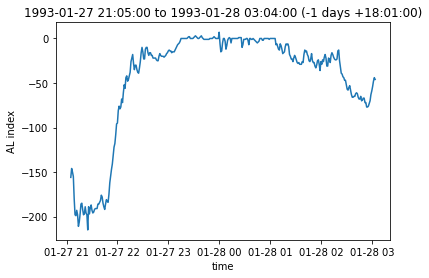 1993-01-27 21:05:00 to 1993-01-28 03:04:00 (-1 days +18:01:00)
0
−50
−100
−150
−200
AL index
01-27 21 01-27 22 01-27 23 01-28 00 01-28 01 01-28 02 01-28 03
time